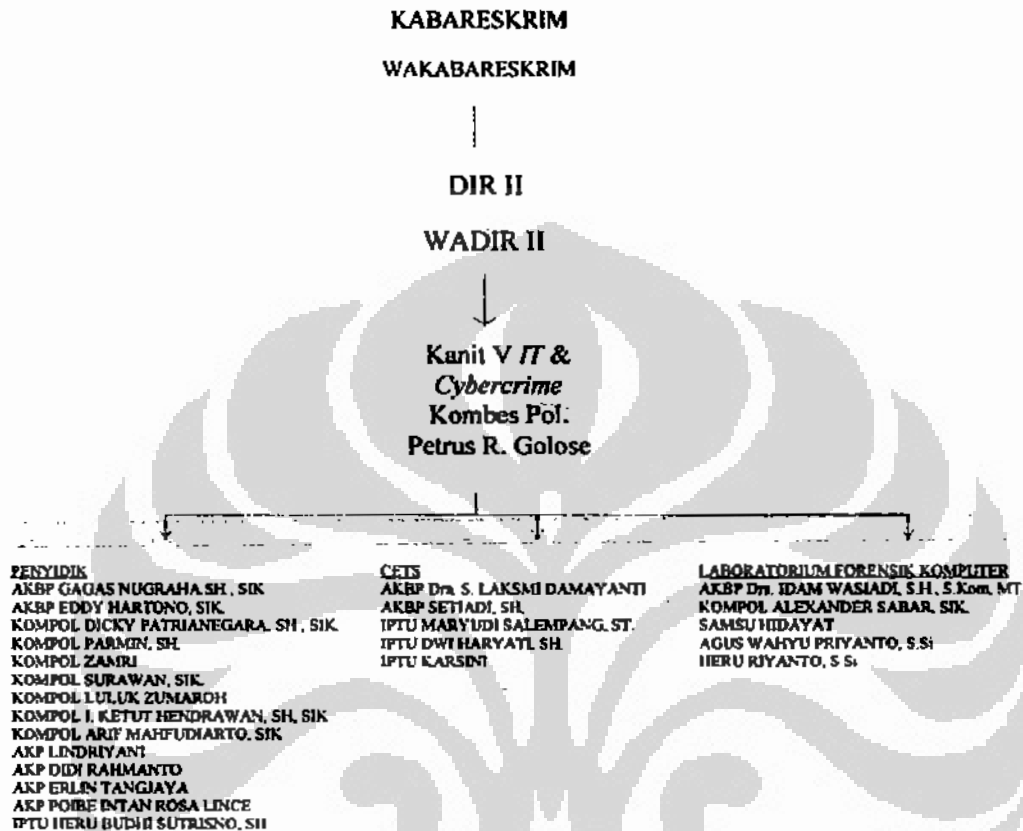 KABARESKRIM
WAKABARESKRIM
DIR II
WADIR II
Kanit V IT &
Cybercrime
Kombes Pol.
Petrus R. Golose
PENYIDIK
AKBP GAGAS NUGRAHA SH, SIK
AKBP EDDY HARTONO, SIK.
KOMPOL DICKY PATRIANEGARA, SH, SIK.
KOMPOL PARMIN, SH.
KOMPOL ZAMRI
KOMPOL SURAWAN, SIK.
KOMPOL LULUK ZUMAROH
KOMPOL I. KETUT HENDRAWAN, SH, SIK
KOMPOL ARIF MAHFUDIARTO, SIK
AKP LINDRIYANI
AKP DIDI RAHMANTO
AKP ERLIN TANGJAYA
AKP POIBE INTAN ROSA LINCE
IPTU HERU BUDHI SUTRISNO, SH
CETS
AKBP Dra. S. LAKSMI DAMAYANTI
AKBP SETIADI, SH.
IPTU MARYUDI SALEMPANG, ST.
IPTU DWI HARYATI, SH
IPTU KARSINI
LABORATORIUM FORENSIK KOMPUTER
AKBP Drs. IDAM WASIADI, S.H., S.Kom, MT
KOMPOL ALEXANDER SABAR, SIK.
SAMSU HIDAYAT
AGUS WAHYU PRIYANTO, S.Si
HERU RIYANTO, S.Si